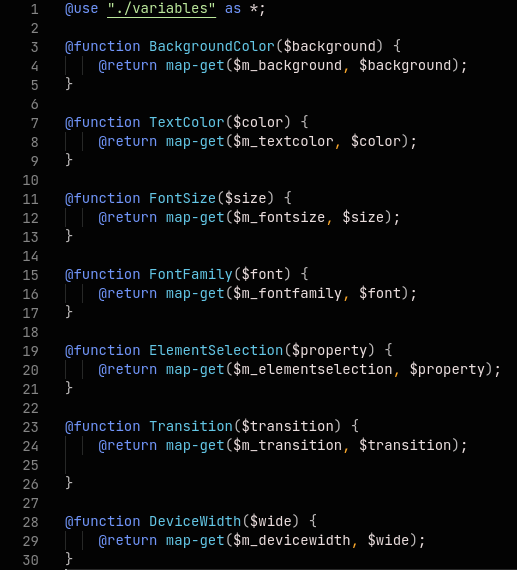 1 @use "./variables" as *;
2
3 @function BackgroundColor($background) {
4 @return map-get($m_background, $background);
5 }
6
7 @function TextColor($color) {
8 @return map-get($m_textcolor, $color);
9 }
10
11 @function FontSize($size) {
12 @return map-get($m_fontsize, $size);
13 }
14
15 @function FontFamily($font) {
16 @return map-get($m_fontfamily, $font);
17 }
18
19 @function ElementSelection($property) {
20 @return map-get($m_elementselection, $property);
21 }
22
23 @function Transition($transition) {
24 @return map-get($m_transition, $transition);
25
26 }
27
28 @function DeviceWidth($wide) {
29 @return map-get($m_devicewidth, $wide);
30 }